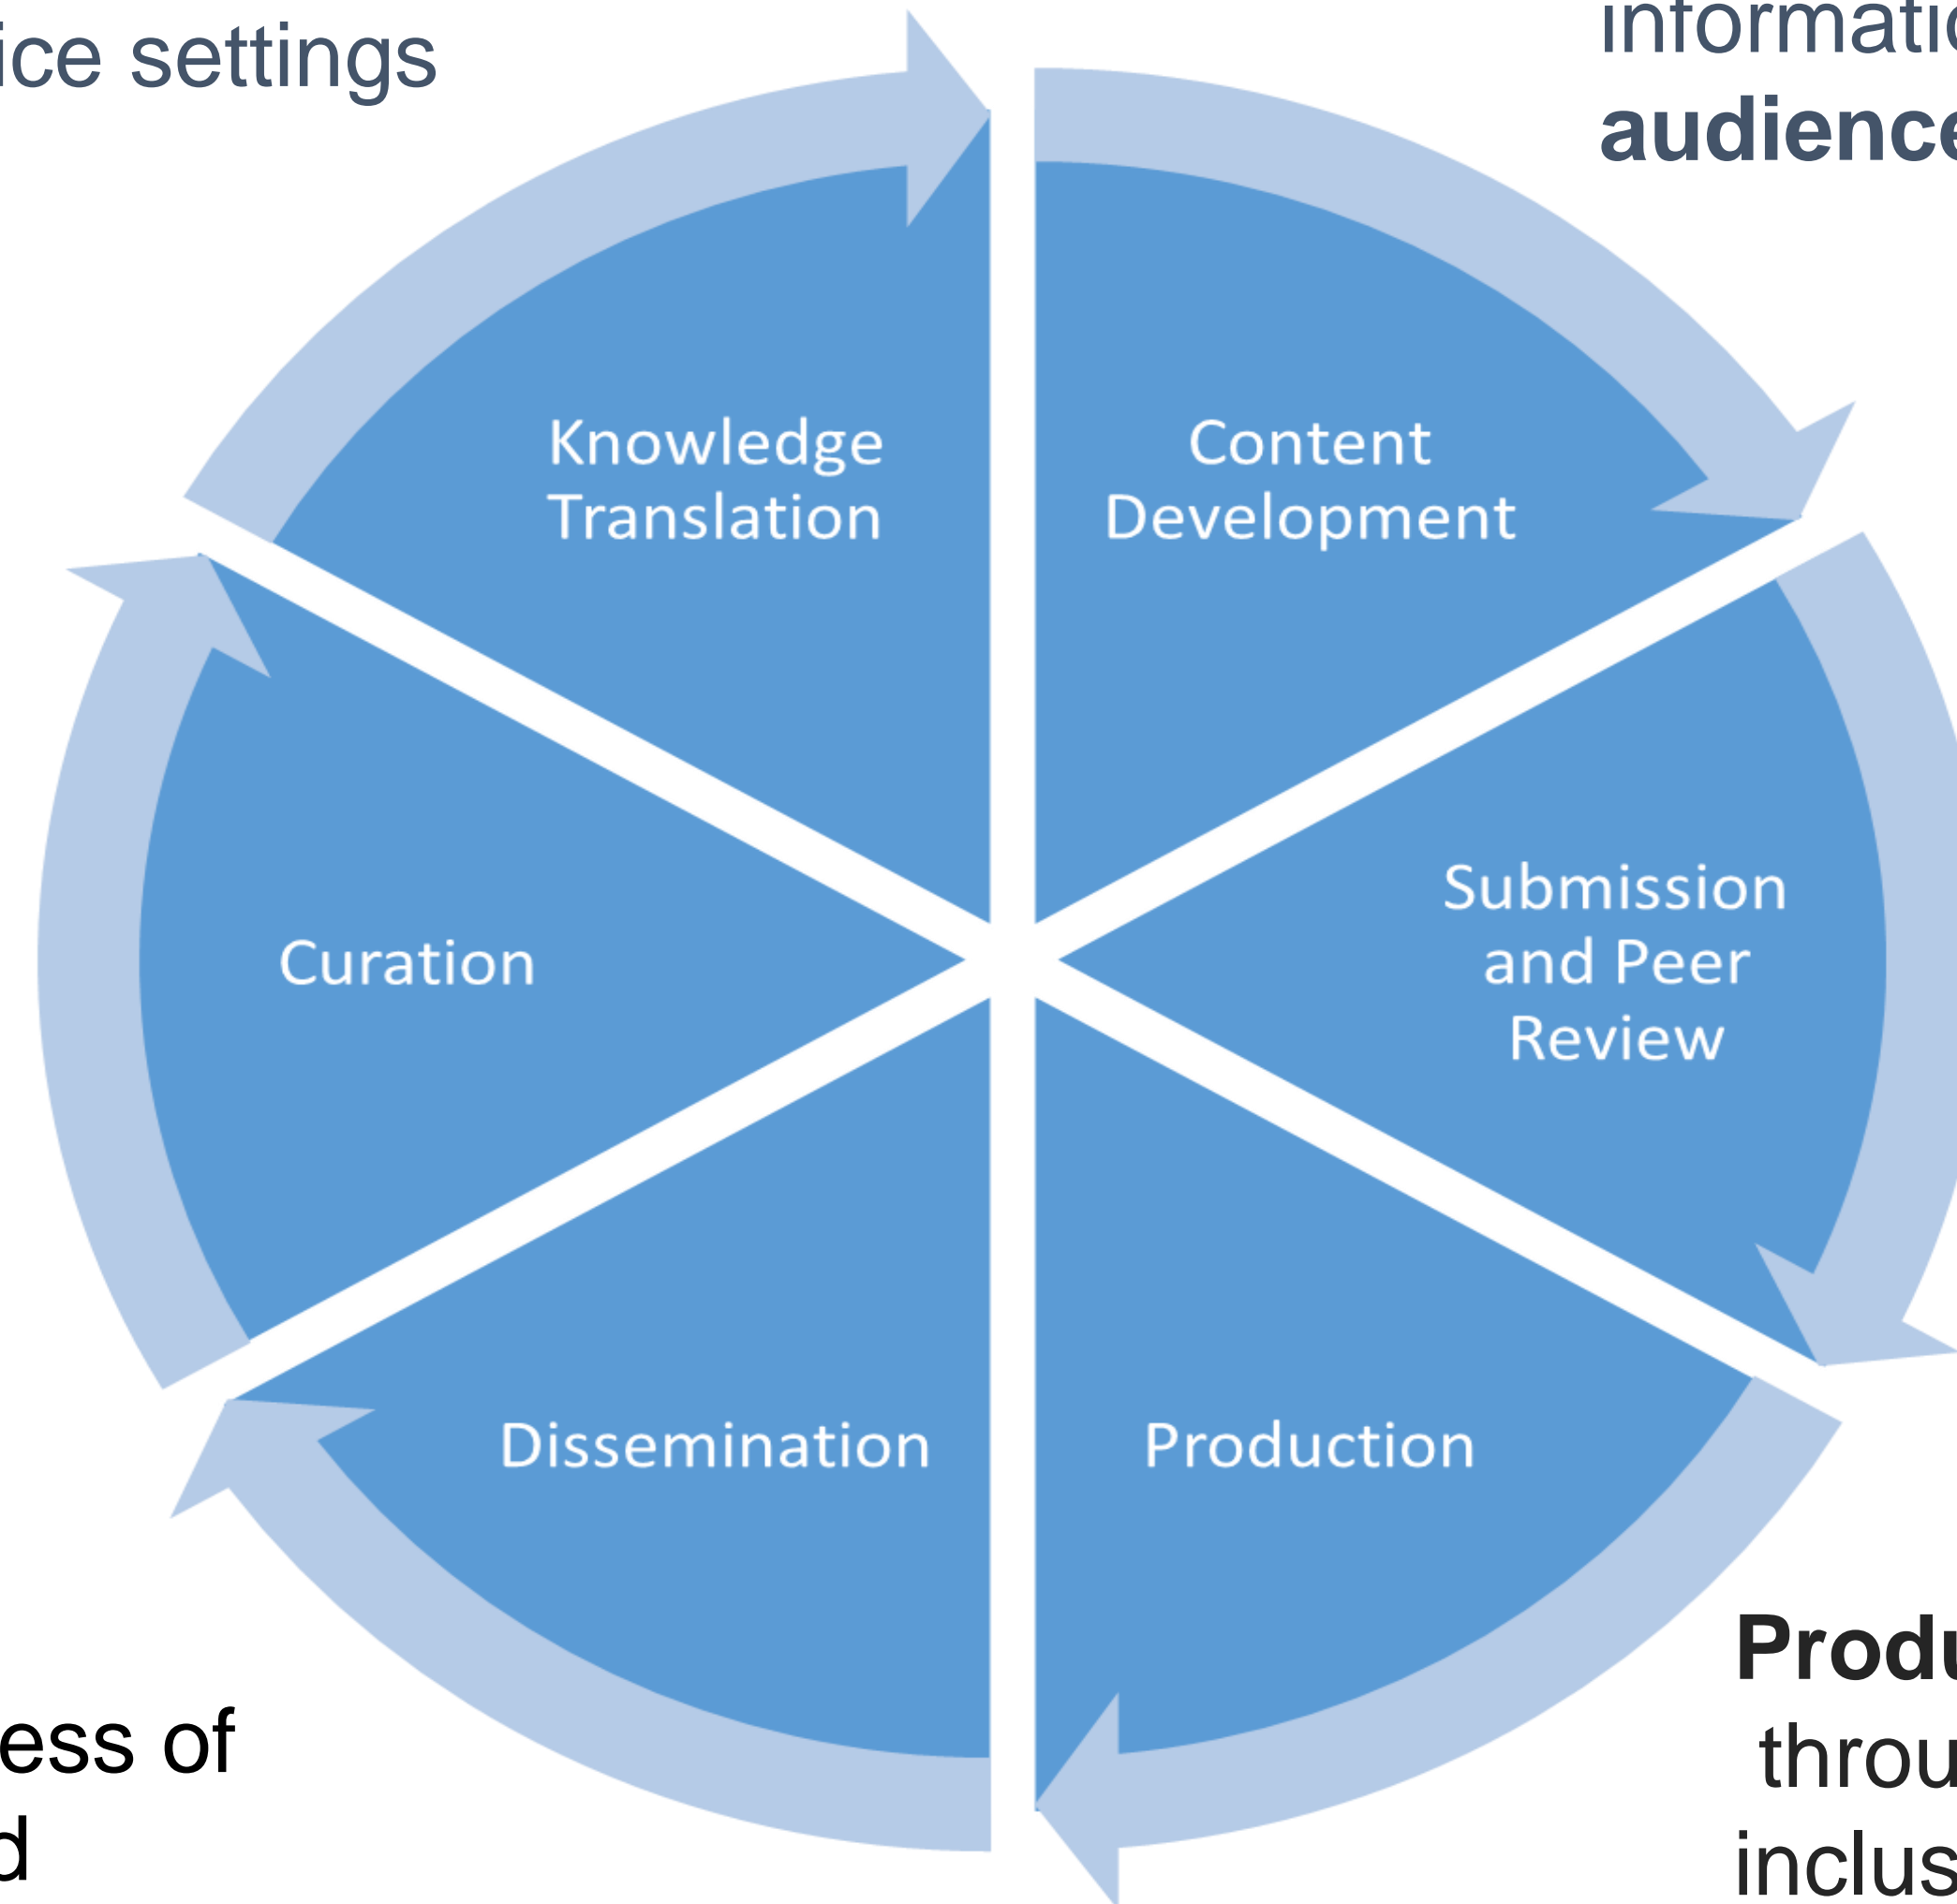 ice settings
informatio
audience
Knowledge
Translation
Content
Development
Submission
and Peer
Review
Curation
Dissemination
Production
ess of
d
Produ
throu
inclus